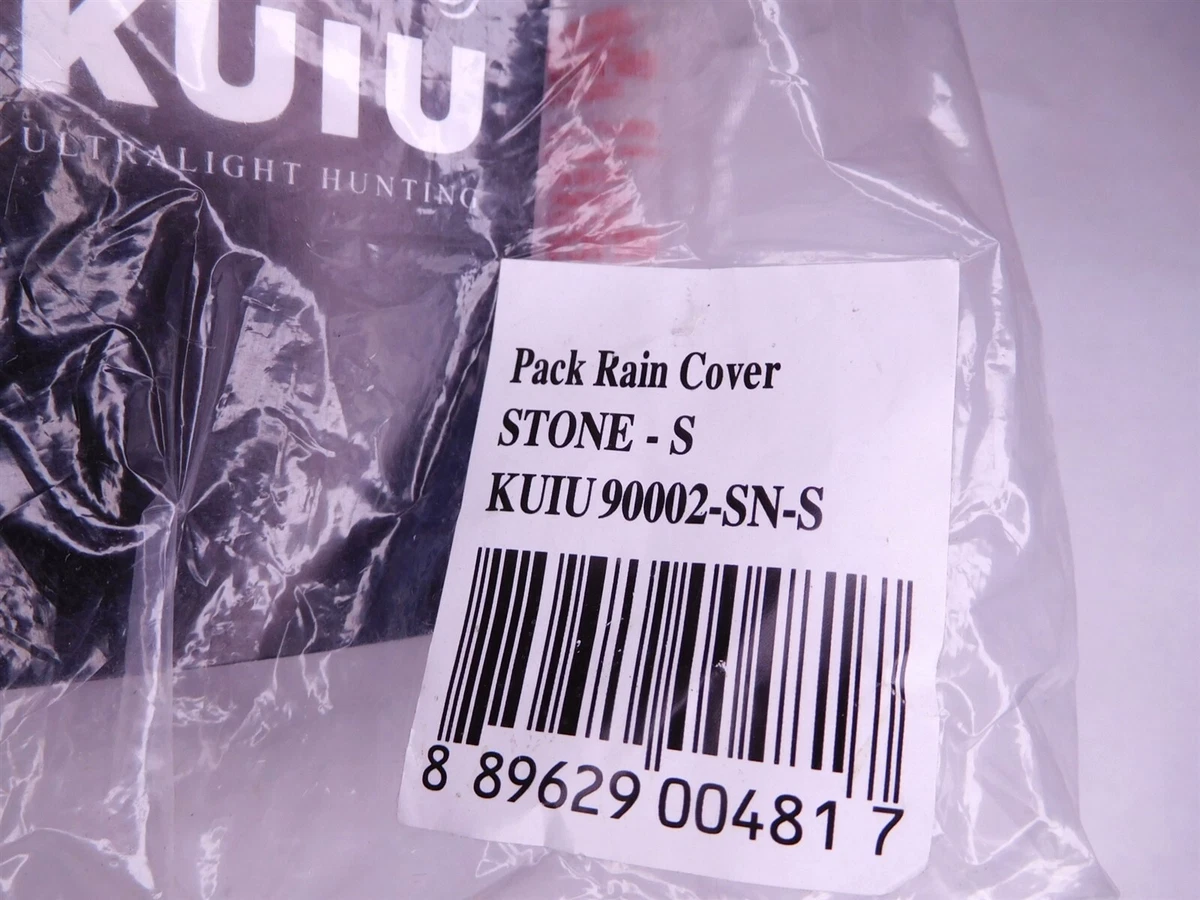 KUIU
ULTRALIGHT HUNTING
Pack Rain Cover
STONE - S
KUIU 90002-SN-S
8 89629 00481 7